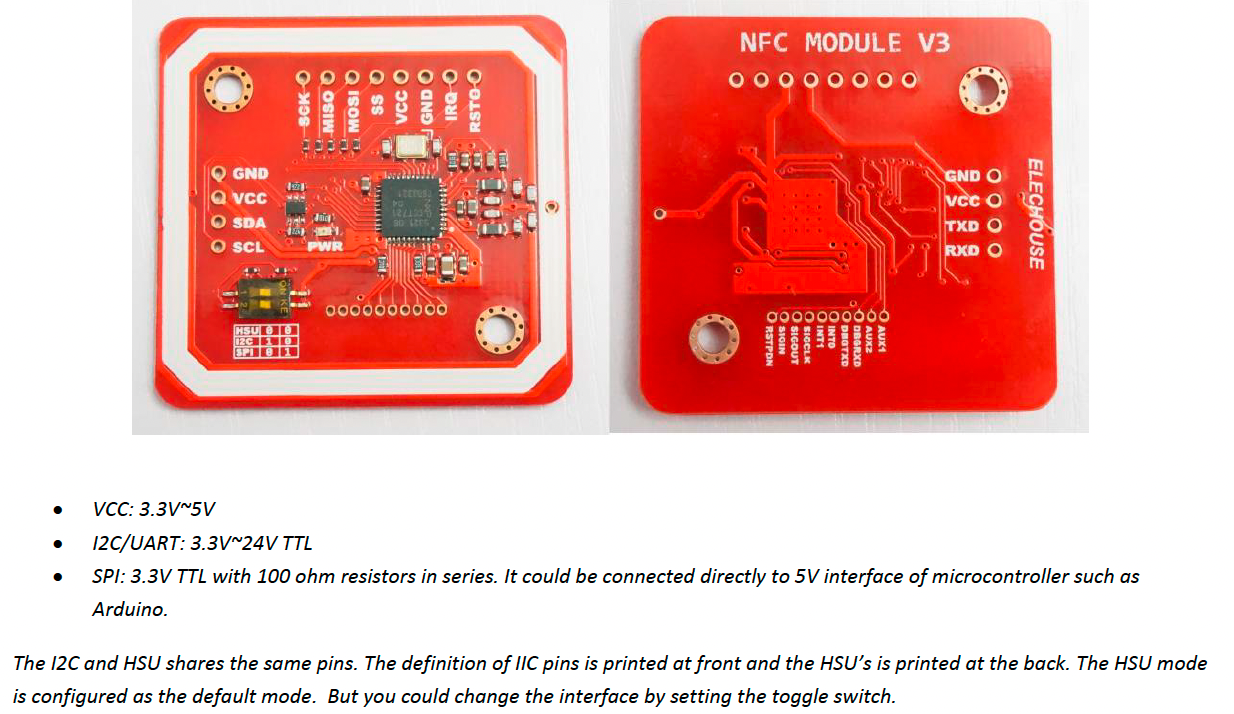 SCK
MISO
MOSI
SS
VCC
GND
IRQ
RSTO
GND
VCC
SDA
SCL
PWR
ON KE
1 2
HSU 0 0
I2C 1 0
SPI 0 1
NFC MODULE V3
GND
VCC
TXD
RXD
ELECHOUSE
RSTPDN
SIGIN
SIGOUT
SIGCLK
INT1
INT0
DBGTXD
DBGRXD
AUX2
AUX1
• VCC: 3.3V~5V
• I2C/UART: 3.3V~24V TTL
• SPI: 3.3V TTL with 100 ohm resistors in series. It could be connected directly to 5V interface of microcontroller such as
Arduino.
The I2C and HSU shares the same pins. The definition of IIC pins is printed at front and the HSU’s is printed at the back. The HSU mode
is configured as the default mode. But you could change the interface by setting the toggle switch.